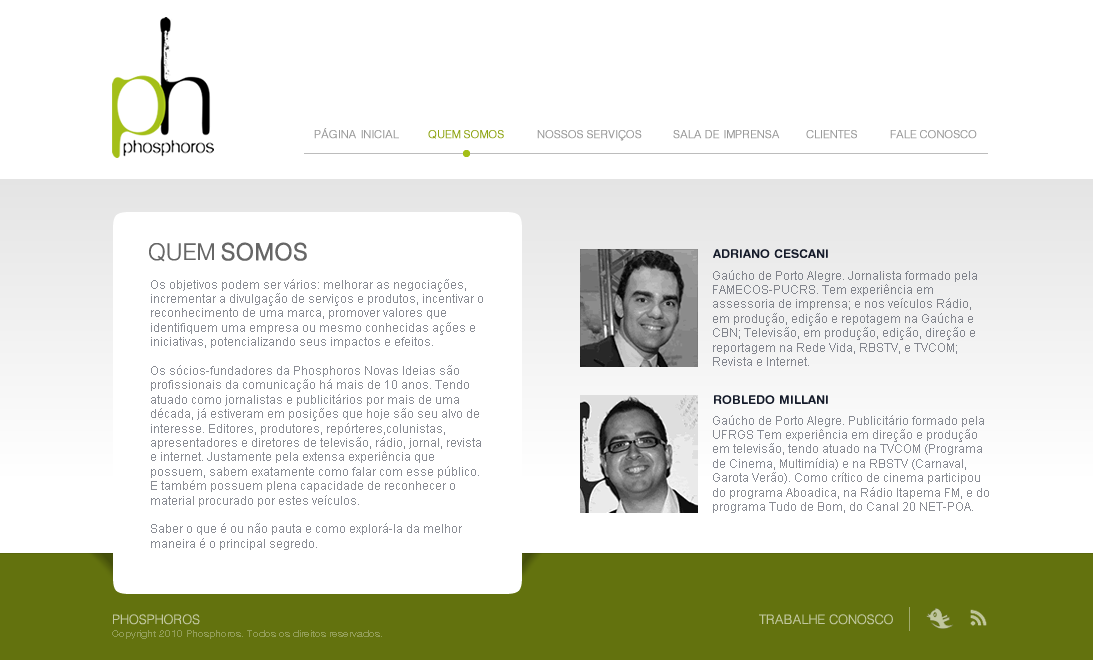 ph
phosphoros
PÁGINA INICIAL QUEM SOMOS NOSSOS SERVIÇOS SALA DE IMPRENSA CLIENTES FALE CONOSCO
QUEM SOMOS
Os objetivos podem ser vários: melhorar as negociações,
incrementar a divulgação de serviços e produtos, incentivar o
reconhecimento de uma marca, promover valores que
identifiquem uma empresa ou mesmo conhecidas ações e
iniciativas, potencializando seus impactos e efeitos.
Os sócios-fundadores da Phosphoros Novas Ideias são
profissionais da comunicação há mais de 10 anos. Tendo
atuado como jornalistas e publicitários por mais de uma
década, já estiveram em posições que hoje são seu alvo de
interesse. Editores, produtores, repórteres,colunistas,
apresentadores e diretores de televisão, rádio, jornal, revista
e internet. Justamente pela extensa experiência que
possuem, sabem exatamente como falar com esse público.
E também possuem plena capacidade de reconhecer o
material procurado por estes veículos.
Saber o que é ou não pauta e como explorá-la da melhor
maneira é o principal segredo.
ADRIANO CESCANI
Gaúcho de Porto Alegre. Jornalista formado pela
FAMECOS-PUCRS. Tem experiência em
assessoria de imprensa; e nos veículos Rádio,
em produção, edição e repotagem na Gaúcha e
CBN; Televisão, em produção, edição, direção e
reportagem na Rede Vida, RBSTV, e TVCOM;
Revista e Internet.
ROBLEDO MILLANI
Gaúcho de Porto Alegre. Publicitário formado pela
UFRGS Tem experiência em direção e produção
em televisão, tendo atuado na TVCOM (Programa
de Cinema, Multimídia) e na RBSTV (Carnaval,
Garota Verão). Como crítico de cinema participou
do programa Aboadica, na Rádio Itapema FM, e do
programa Tudo de Bom, do Canal 20 NET-POA.
PHOSPHOROS
Copyright 2010 Phosphoros. Todos os direitos reservados.
TRABALHE CONOSCO